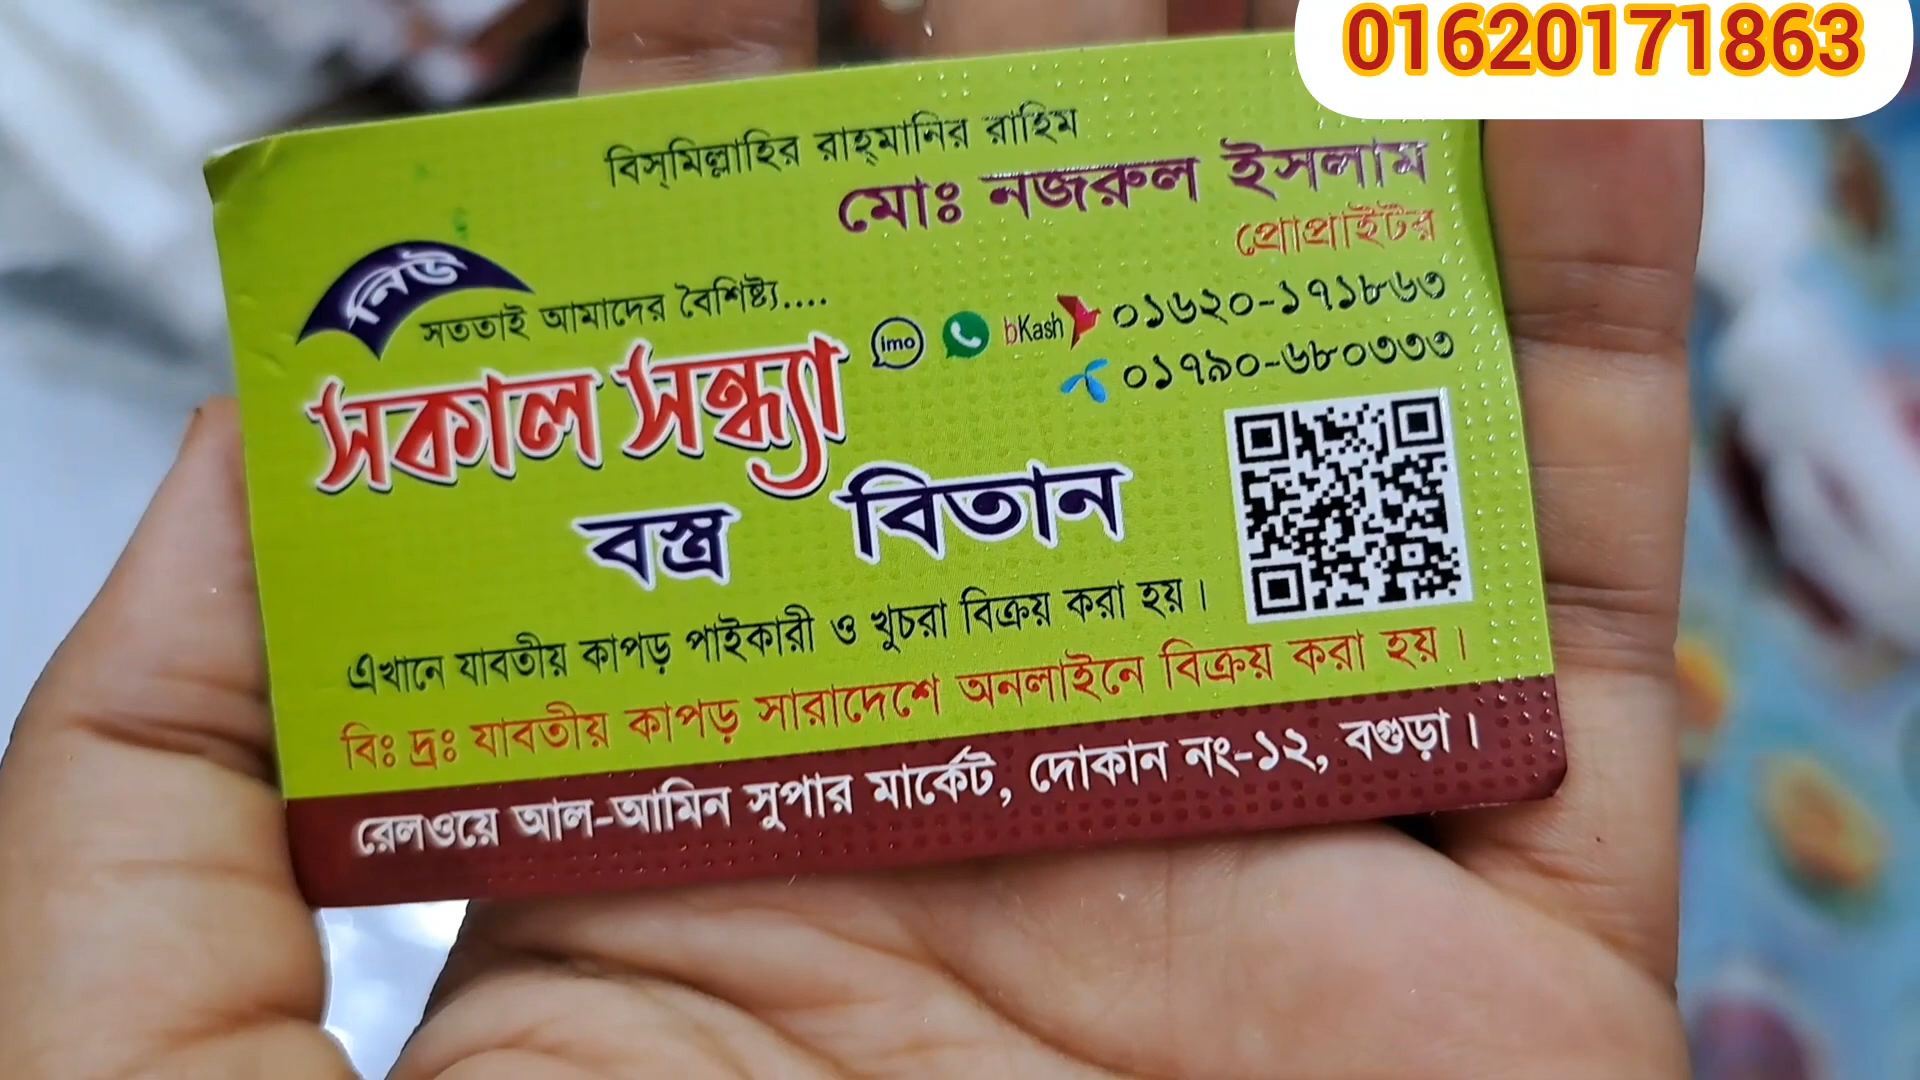 01620171863
বিস্‌মিল্লাহির রাহ্‌মানির রাহিম
মোঃ নজরুল ইসলাম
প্রোপ্রাইটর
নিউ
সততাই আমাদের বৈশিষ্ট্য....
imo bKash ০১৬২০-১৭১৮৬৩
০১৭৯০-৬৮০৩৩৩
সকাল সন্ধ্যা
বস্ত্র বিতান
এখানে যাবতীয় কাপড় পাইকারী ও খুচরা বিক্রয় করা হয়।
বিঃ দ্রঃ যাবতীয় কাপড় সারাদেশে অনলাইনে বিক্রয় করা হয়।
রেলওয়ে আল-আমিন সুপার মার্কেট, দোকান নং-১২, বগুড়া।